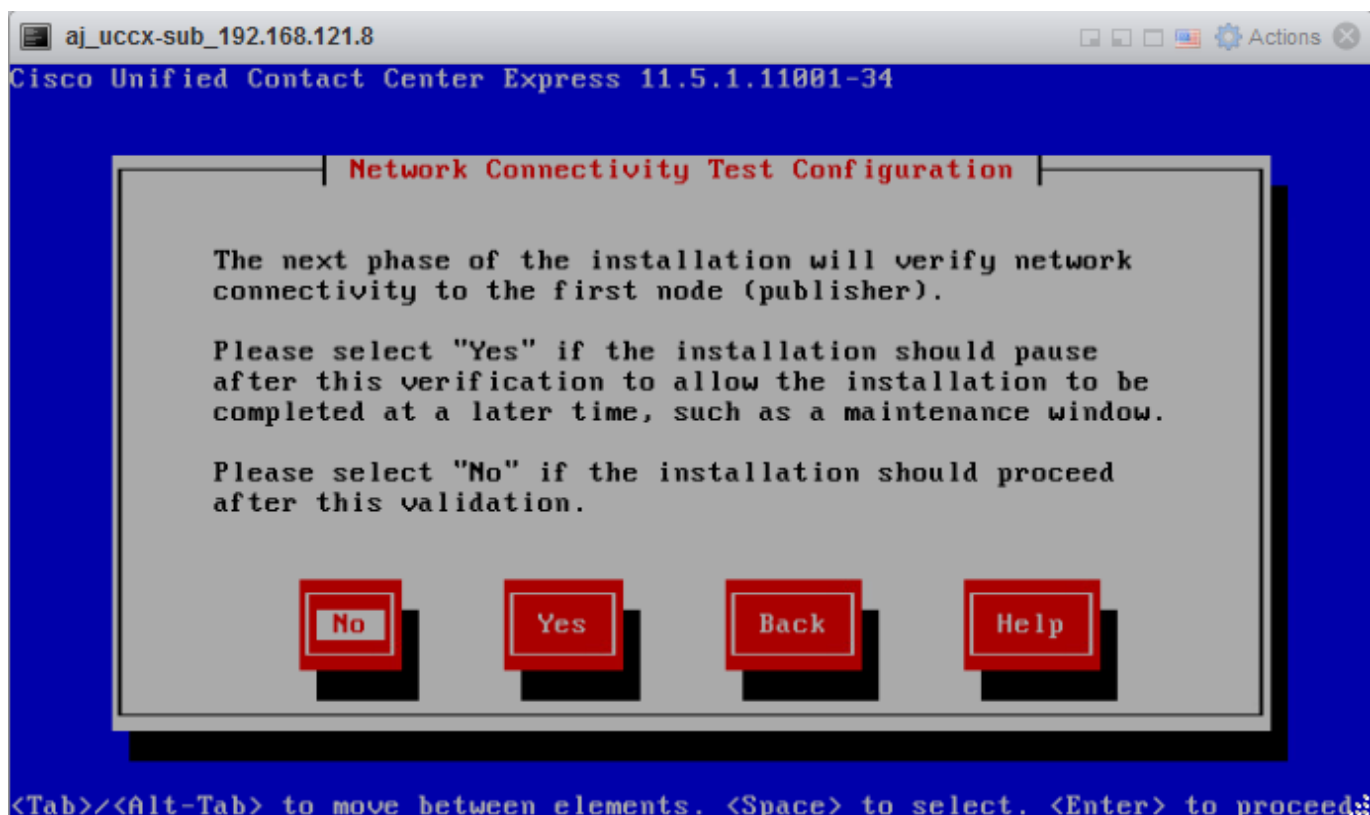 aj_uccx-sub_192.168.121.8
Actions
Cisco Unified Contact Center Express 11.5.1.11001-34
Network Connectivity Test Configuration
The next phase of the installation will verify network
connectivity to the first node (publisher).
Please select "Yes" if the installation should pause
after this verification to allow the installation to be
completed at a later time, such as a maintenance window.
Please select "No" if the installation should proceed
after this validation.
No Yes Back Help
<Tab>/<Alt-Tab> to move between elements. <Space> to select. <Enter> to proceed